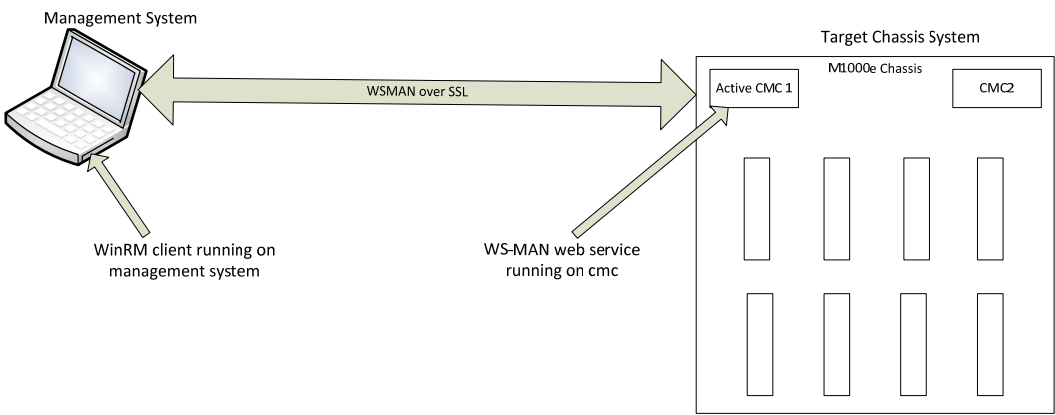 Management System
Target Chassis System
M1000e Chassis
Active CMC 1
CMC2
WSMAN over SSL
WinRM client running on
management system
WS-MAN web service
running on cmc